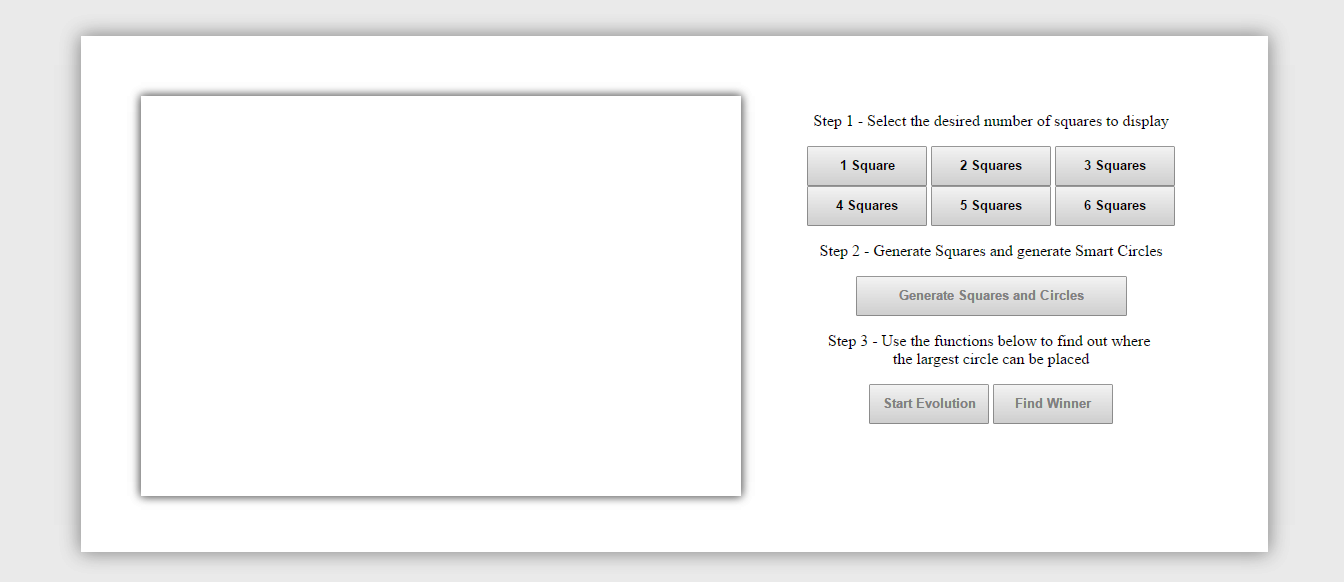 Step 1 - Select the desired number of squares to display
1 Square
2 Squares
3 Squares
4 Squares
5 Squares
6 Squares
Step 2 - Generate Squares and generate Smart Circles
Generate Squares and Circles
Step 3 - Use the functions below to find out where
the largest circle can be placed
Start Evolution
Find Winner